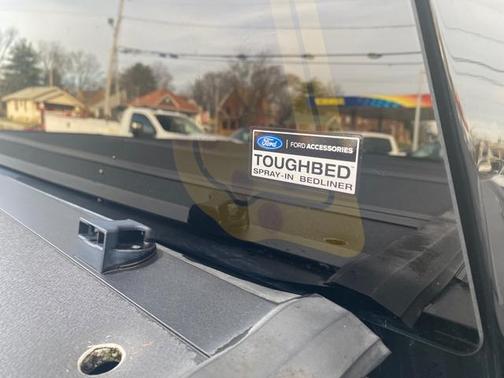 Ford FORD ACCESSORIES
TOUGHBED
SPRAY-IN BEDLINER